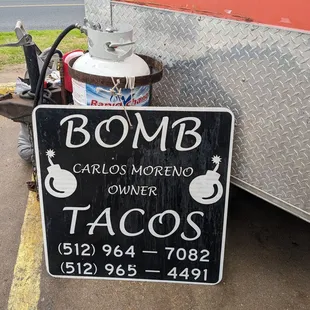 BOMB
CARLOS MORENO
OWNER
TACOS
(512) 964 — 7082
(512) 965 — 4491